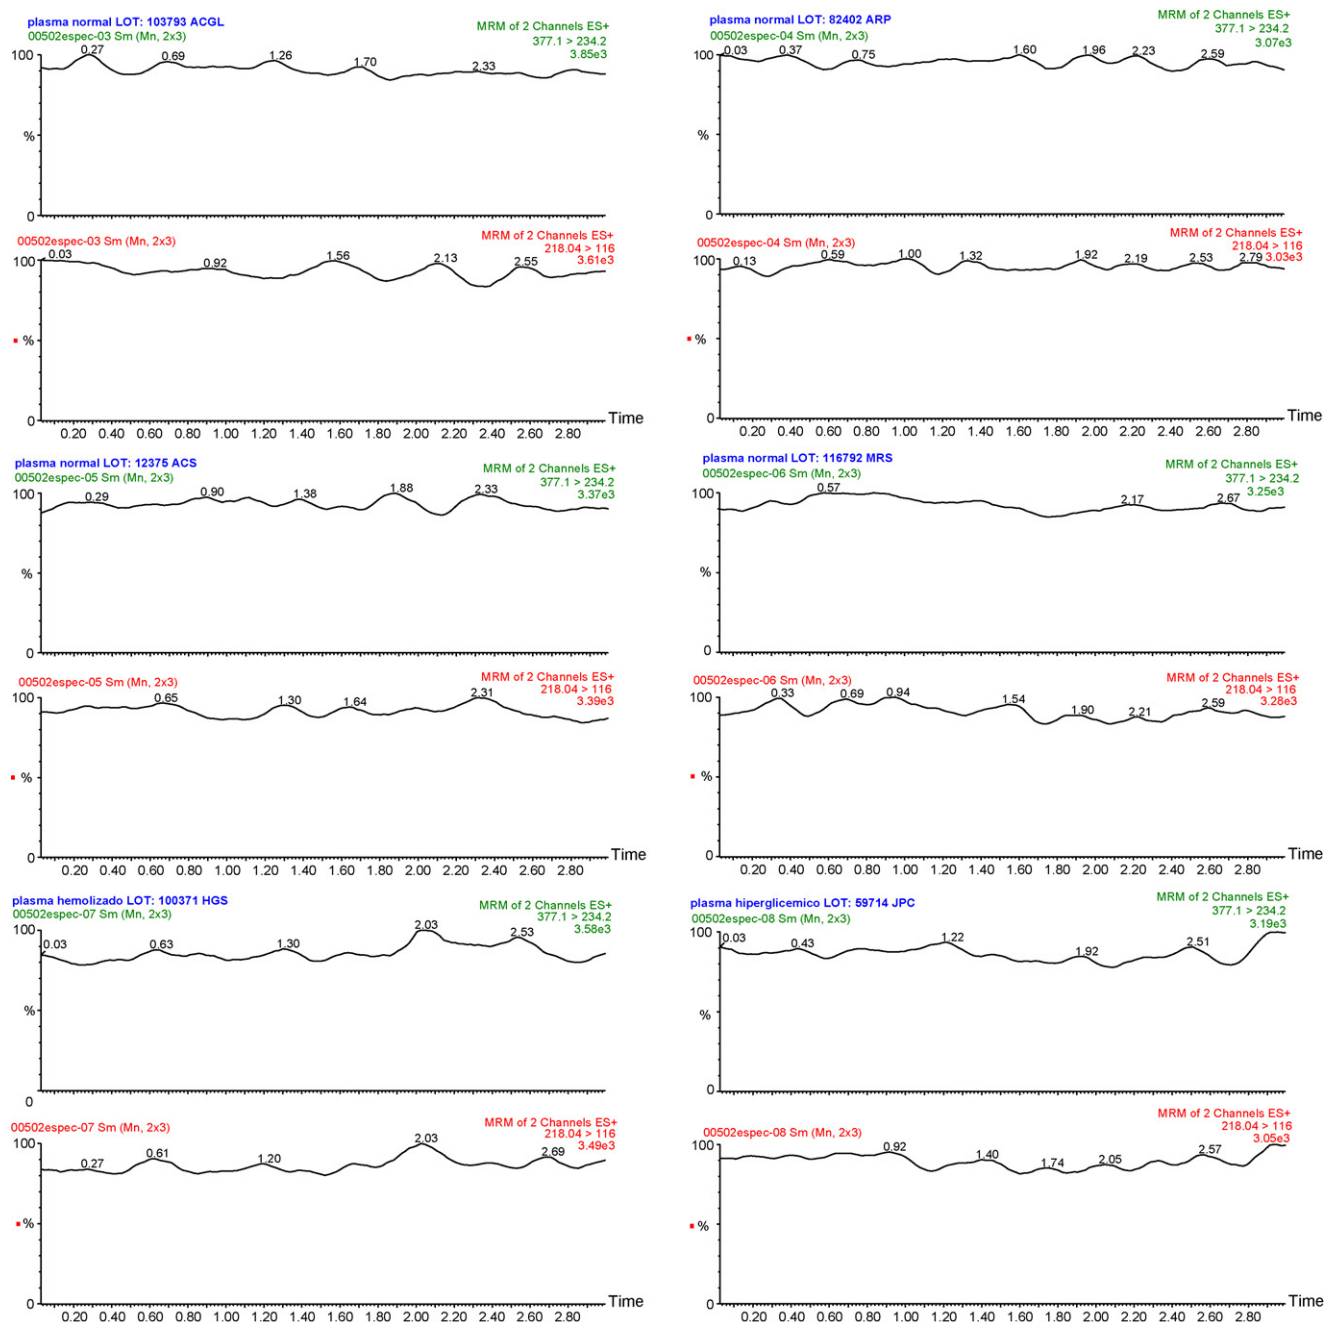 plasma normal LOT: 103793 ACGL
00502espec-03 Sm (Mn, 2x3)
MRM of 2 Channels ES+
377.1 > 234.2
3.85e3
100
0.27
0.69
1.26
1.70
2.33
%
0
00502espec-03 Sm (Mn, 2x3)
MRM of 2 Channels ES+
218.04 > 116
3.61e3
100
0.03
0.92
1.56
2.13
2.55
%
0
Time
0.20 0.40 0.60 0.80 1.00 1.20 1.40 1.60 1.80 2.00 2.20 2.40 2.60 2.80
plasma normal LOT: 82402 ARP
00502espec-04 Sm (Mn, 2x3)
MRM of 2 Channels ES+
377.1 > 234.2
3.07e3
100
0.03
0.37
0.75
1.60
1.96
2.23
2.59
%
0
00502espec-04 Sm (Mn, 2x3)
MRM of 2 Channels ES+
218.04 > 116
3.03e3
100
0.13
0.59
1.00
1.32
1.92
2.19
2.53
2.79
%
0
Time
0.20 0.40 0.60 0.80 1.00 1.20 1.40 1.60 1.80 2.00 2.20 2.40 2.60 2.80
plasma normal LOT: 12375 ACS
00502espec-05 Sm (Mn, 2x3)
MRM of 2 Channels ES+
377.1 > 234.2
3.37e3
100
0.29
0.90
1.38
1.88
2.33
%
0
00502espec-05 Sm (Mn, 2x3)
MRM of 2 Channels ES+
218.04 > 116
3.39e3
100
0.65
1.30
1.64
2.31
%
0
Time
0.20 0.40 0.60 0.80 1.00 1.20 1.40 1.60 1.80 2.00 2.20 2.40 2.60 2.80
plasma normal LOT: 116792 MRS
00502espec-06 Sm (Mn, 2x3)
MRM of 2 Channels ES+
377.1 > 234.2
3.25e3
100
0.57
2.17
2.67
%
0
00502espec-06 Sm (Mn, 2x3)
MRM of 2 Channels ES+
218.04 > 116
3.28e3
100
0.33
0.69
0.94
1.54
1.90
2.21
2.59
%
0
Time
0.20 0.40 0.60 0.80 1.00 1.20 1.40 1.60 1.80 2.00 2.20 2.40 2.60 2.80
plasma hemolizado LOT: 100371 HGS
00502espec-07 Sm (Mn, 2x3)
MRM of 2 Channels ES+
377.1 > 234.2
3.58e3
100
0.03
0.63
1.30
2.03
2.53
%
0
00502espec-07 Sm (Mn, 2x3)
MRM of 2 Channels ES+
218.04 > 116
3.49e3
100
0.27
0.61
1.20
2.03
2.69
%
0
Time
0.20 0.40 0.60 0.80 1.00 1.20 1.40 1.60 1.80 2.00 2.20 2.40 2.60 2.80
plasma hiperglicemico LOT: 59714 JPC
00502espec-08 Sm (Mn, 2x3)
MRM of 2 Channels ES+
377.1 > 234.2
3.19e3
100
0.03
0.43
1.22
1.92
2.51
%
0
00502espec-08 Sm (Mn, 2x3)
MRM of 2 Channels ES+
218.04 > 116
3.05e3
100
0.92
1.40
1.74
2.05
2.57
%
0
Time
0.20 0.40 0.60 0.80 1.00 1.20 1.40 1.60 1.80 2.00 2.20 2.40 2.60 2.80